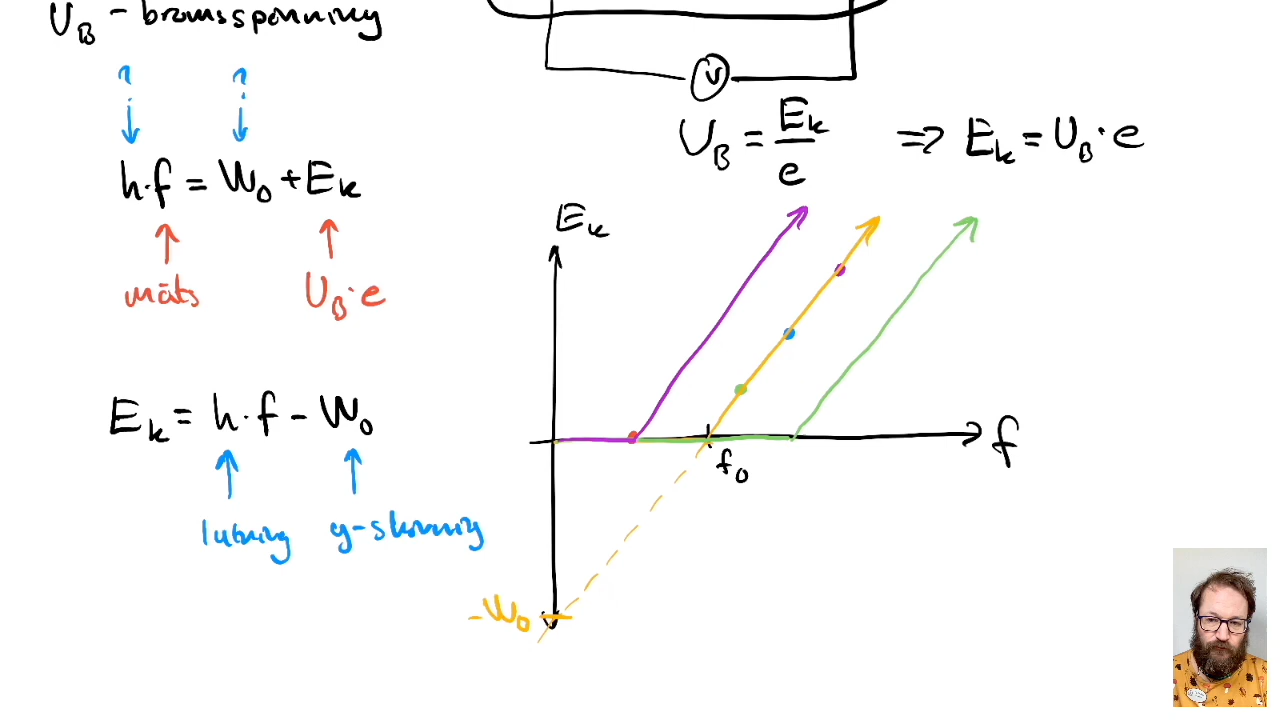 U_B - bromsspänning
V
U_B = E_k / e => E_k = U_B · e
? ?
h·f = W_0 + E_k
mäts U_B·e
E_k
E_k = h·f - W_0
lutning y-skärning
f_0
f
-W_0